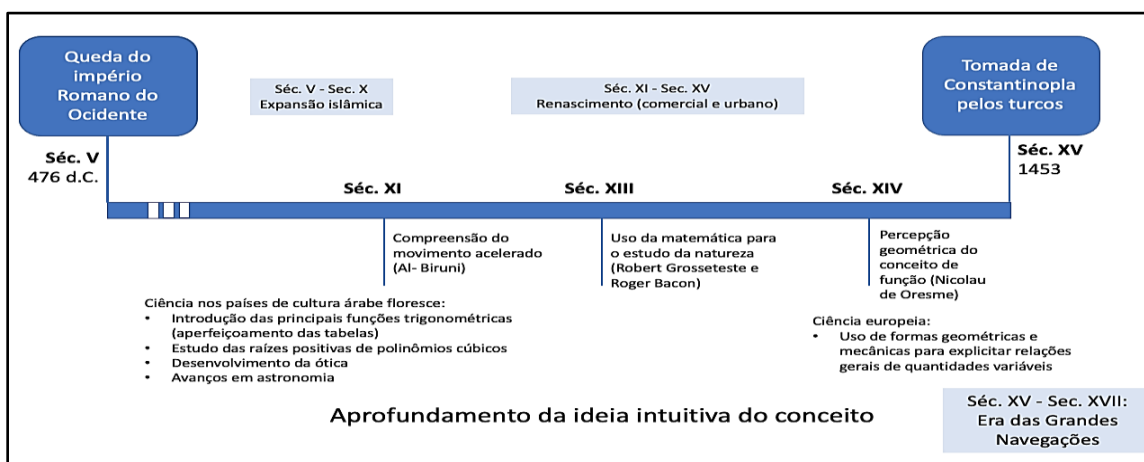 Queda do
império
Romano do
Ocidente
Séc. V - Sec. X
Expansão islâmica
Séc. XI - Sec. XV
Renascimento (comercial e urbano)
Tomada de
Constantinopla
pelos turcos
Séc. V
476 d.C.
Séc. XV
1453
Séc. XI
Séc. XIII
Séc. XIV
Compreensão do
movimento acelerado
(Al- Biruni)
Uso da matemática para
o estudo da natureza
(Robert Grosseteste e
Roger Bacon)
Percepção
geométrica do
conceito de
função (Nicolau
de Oresme)
Ciência nos países de cultura árabe floresce:
• Introdução das principais funções trigonométricas
(aperfeiçoamento das tabelas)
• Estudo das raízes positivas de polinômios cúbicos
• Desenvolvimento da ótica
• Avanços em astronomia
Ciência europeia:
• Uso de formas geométricas e
mecânicas para explicitar relações
gerais de quantidades variáveis
Aprofundamento da ideia intuitiva do conceito
Séc. XV - Sec. XVII:
Era das Grandes
Navegações